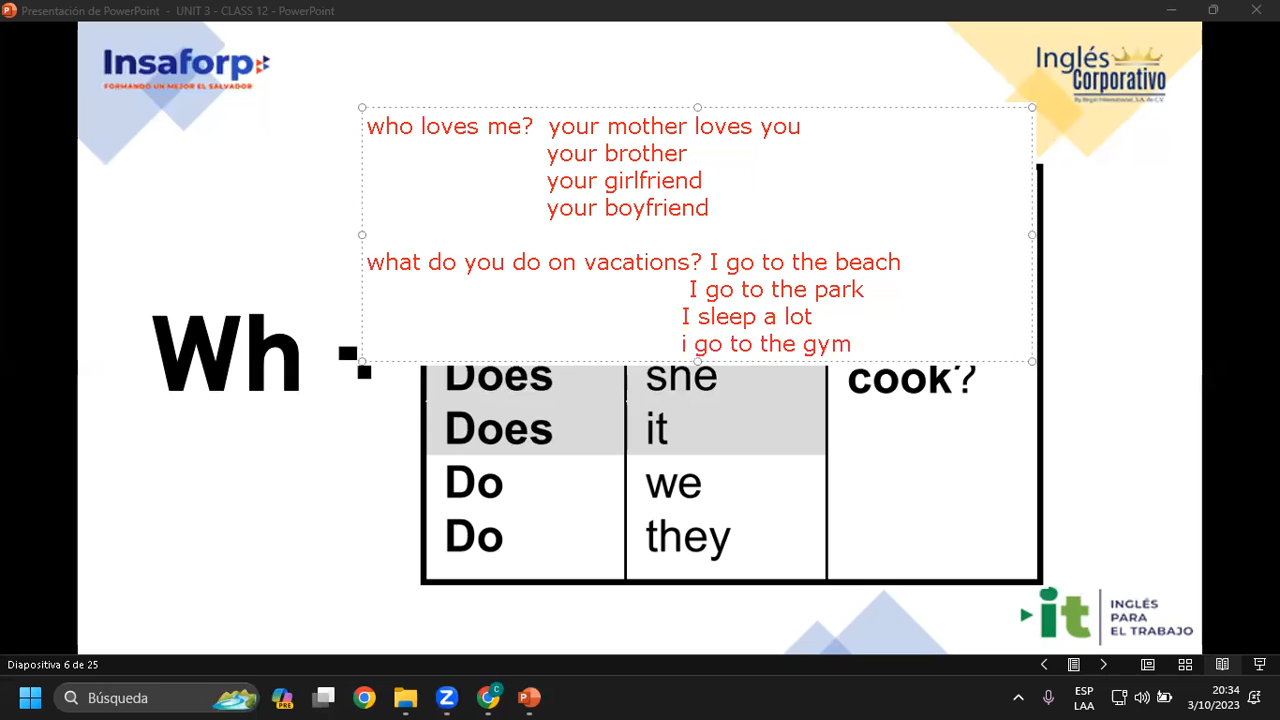 Presentación de PowerPoint - UNIT 3 - CLASS 12 - PowerPoint
Insaforp
FORMANDO UN MEJOR EL SALVADOR
Inglés
Corporativo
who loves me? your mother loves you
your brother
your girlfriend
your boyfriend
what do you do on vacations? I go to the beach
I go to the park
I sleep a lot
i go to the gym
Wh -
Does she cook?
Does it
Do we
Do they
it INGLÉS
PARA
EL TRABAJO
Diapositiva 6 de 25
Búsqueda
PRE
C
ESP
LAA
20:34
3/10/2023